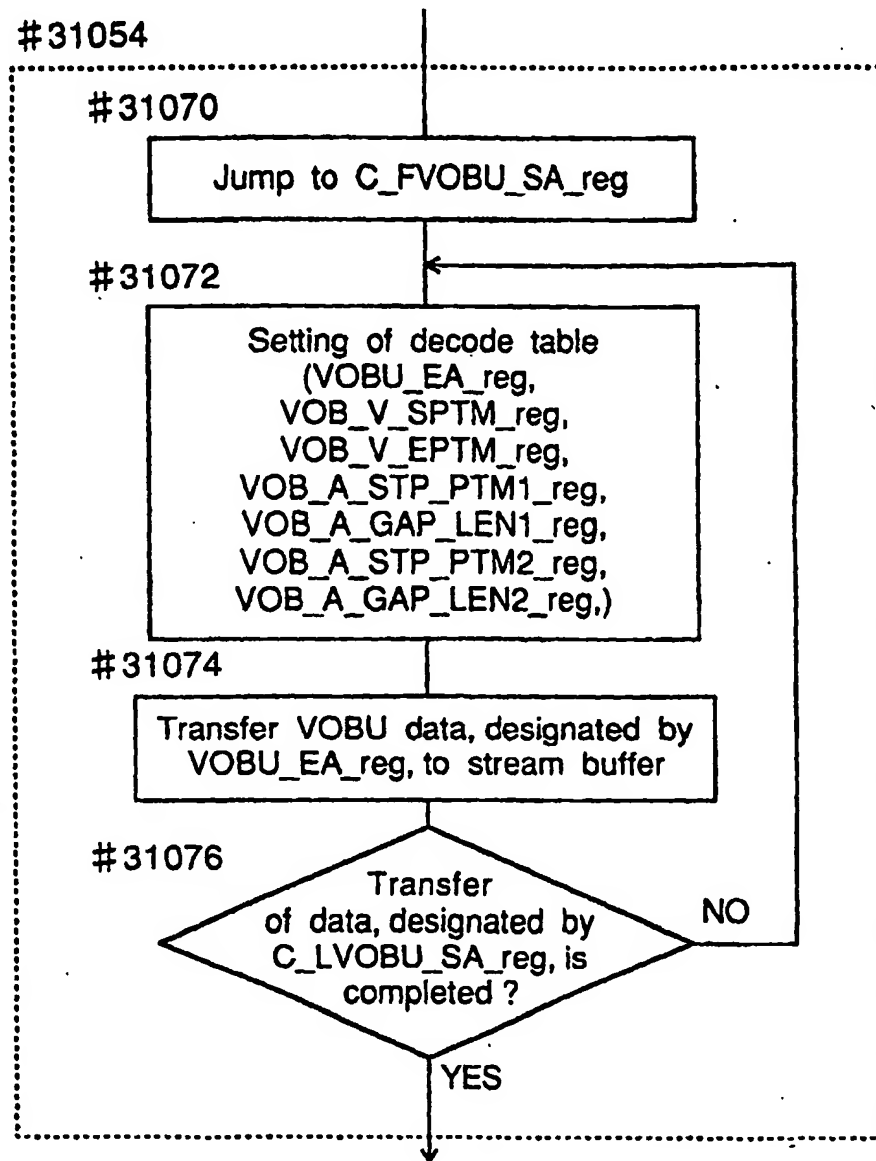 #31054
#31070
Jump to C_FVOBU_SA_reg
#31072
Setting of decode table
(VOBU_EA_reg,
VOB_V_SPTM_reg,
VOB_V_EPTM_reg,
VOB_A_STP_PTM1_reg,
VOB_A_GAP_LEN1_reg,
VOB_A_STP_PTM2_reg,
VOB_A_GAP_LEN2_reg,)
#31074
Transfer VOBU data, designated by
VOBU_EA_reg, to stream buffer
#31076
Transfer
of data, designated by
C_LVOBU_SA_reg, is
completed ?
NO
YES